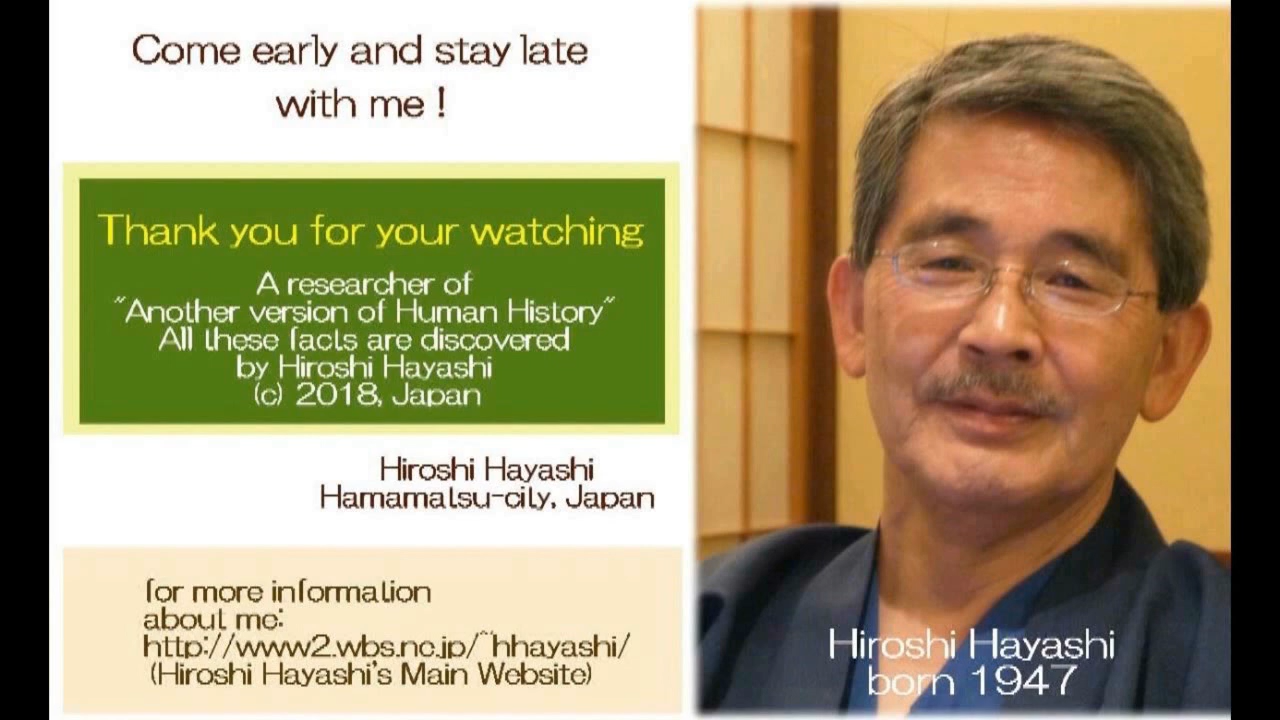 Come early and stay late
with me !
Thank you for your watching
A researcher of
"Another version of Human History"
All these facts are discovered
by Hiroshi Hayashi
(c) 2018, Japan
Hiroshi Hayashi
Hamamatsu-city, Japan
for more information
about me:
http://www2.wbs.ne.jp/~hhayashi/
(Hiroshi Hayashi's Main Website)
Hiroshi Hayashi
born 1947